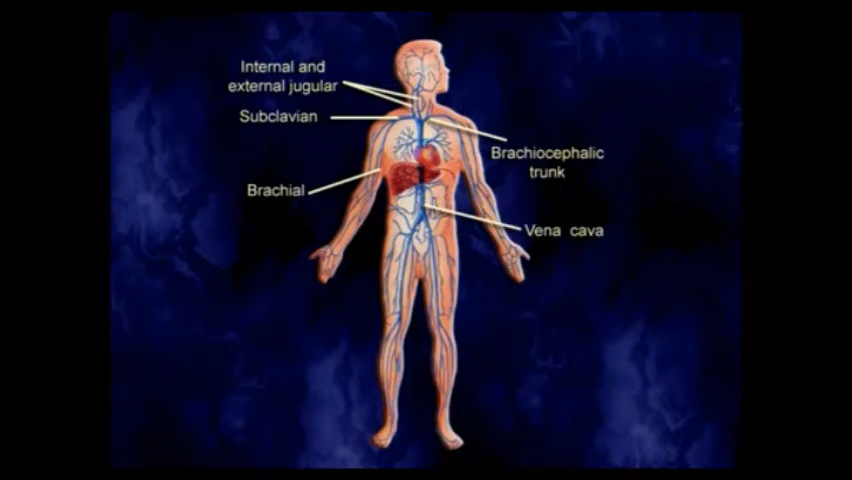 Internal and
external jugular
Subclavian
Brachiocephalic
trunk
Brachial
Vena cava